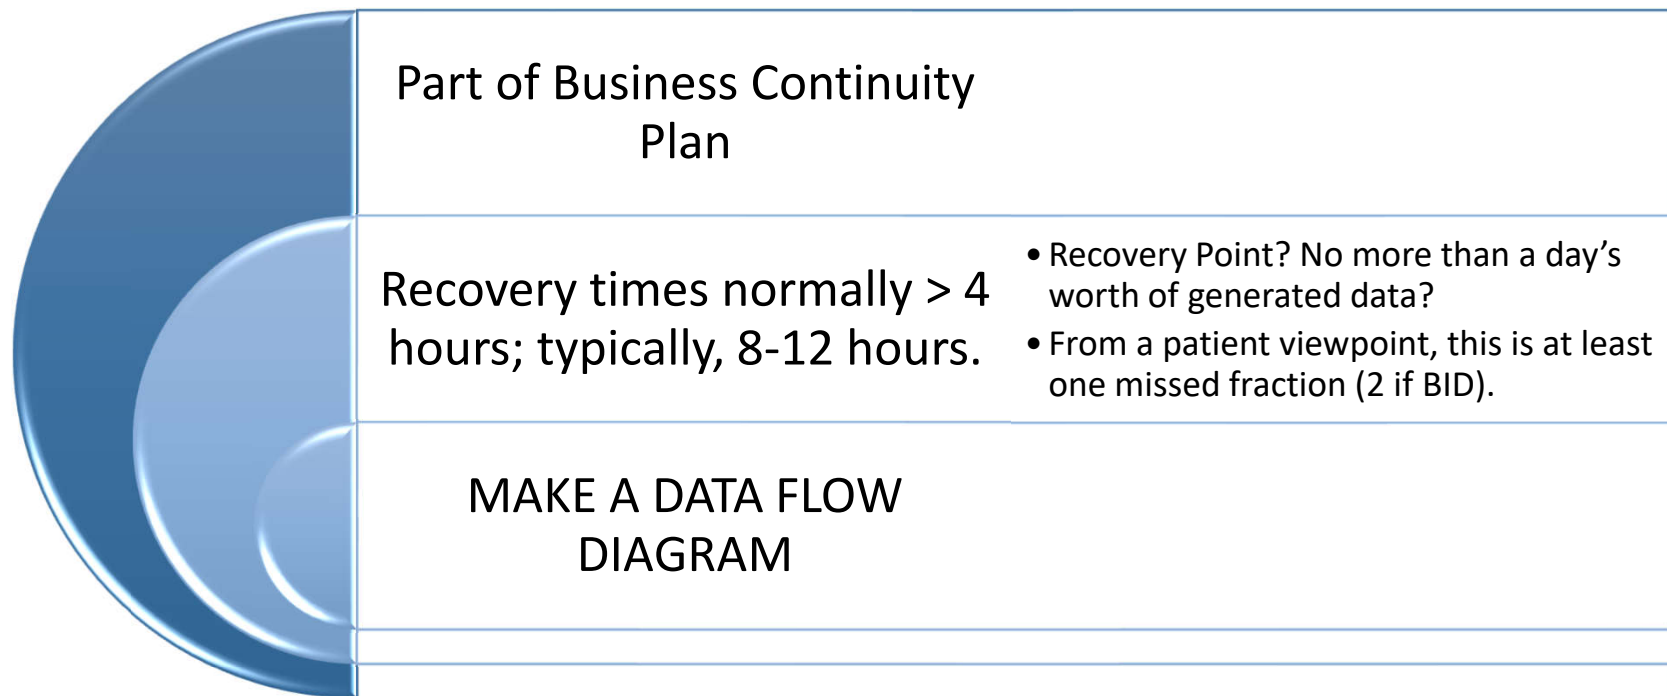 Part of Business Continuity
Plan
Recovery times normally > 4
hours; typically, 8-12 hours.
• Recovery Point? No more than a day’s
worth of generated data?
• From a patient viewpoint, this is at least
one missed fraction (2 if BID).
MAKE A DATA FLOW
DIAGRAM